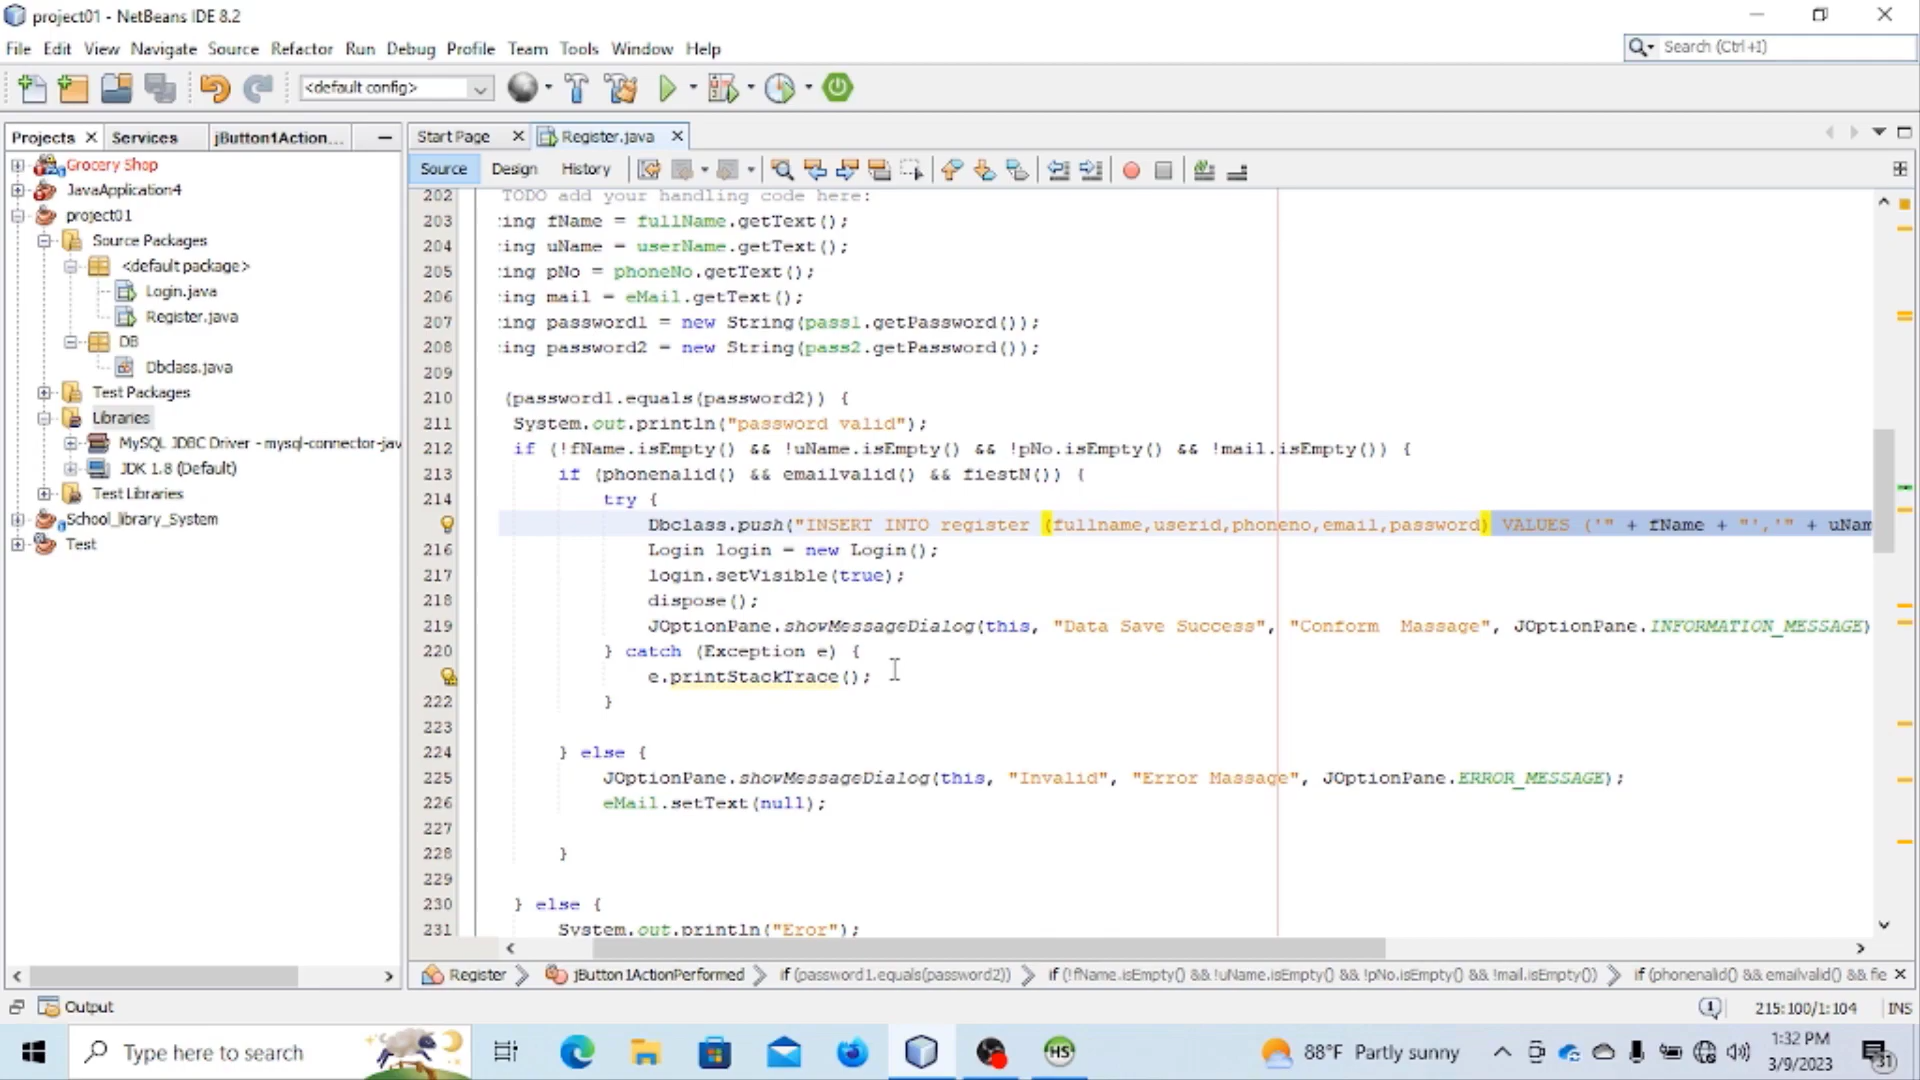 project01 - NetBeans IDE 8.2
File Edit View Navigate Source Refactor Run Debug Profile Team Tools Window Help
Search (Ctrl+I)
<default config>
Projects Services jButton1Action...
Start Page Register.java
Source Design History
Grocery Shop
JavaApplication4
project01
Source Packages
<default package>
Login.java
Register.java
DB
Dbclass.java
Test Packages
Libraries
MySQL JDBC Driver - mysql-connector-jav
JDK 1.8 (Default)
Test Libraries
School_library_System
Test
202 TODO add your handling code here:
203 ing fName = fullName.getText();
204 ing uName = userName.getText();
205 ing pNo = phoneNo.getText();
206 ing mail = eMail.getText();
207 ing password1 = new String(pass1.getPassword());
208 ing password2 = new String(pass2.getPassword());
209
210 (password1.equals(password2)) {
211 System.out.println("password valid");
212 if (!fName.isEmpty() && !uName.isEmpty() && !pNo.isEmpty() && !mail.isEmpty()) {
213 if (phonenalid() && emailvalid() && fiestN()) {
214 try {
Dbclass.push("INSERT INTO register (fullname,userid,phoneno,email,password) VALUES ('" + fName + "','" + uNam
216 Login login = new Login();
217 login.setVisible(true);
218 dispose();
219 JOptionPane.showMessageDialog(this, "Data Save Success", "Conform  Massage", JOptionPane.INFORMATION_MESSAGE)
220 } catch (Exception e) {
e.printStackTrace();
222 }
223
224 } else {
225 JOptionPane.showMessageDialog(this, "Invalid", "Error Massage", JOptionPane.ERROR_MESSAGE);
226 eMail.setText(null);
227
228 }
229
230 } else {
231 System.out.println("Eror");
Register jButton1ActionPerformed if (password1.equals(password2)) if (!fName.isEmpty() && !uName.isEmpty() && !pNo.isEmpty() && !mail.isEmpty()) if (phonenalid() && emailvalid() && fie
Output
215:100/1:104 INS
Type here to search
HS
88°F Partly sunny
1:32 PM
3/9/2023
31